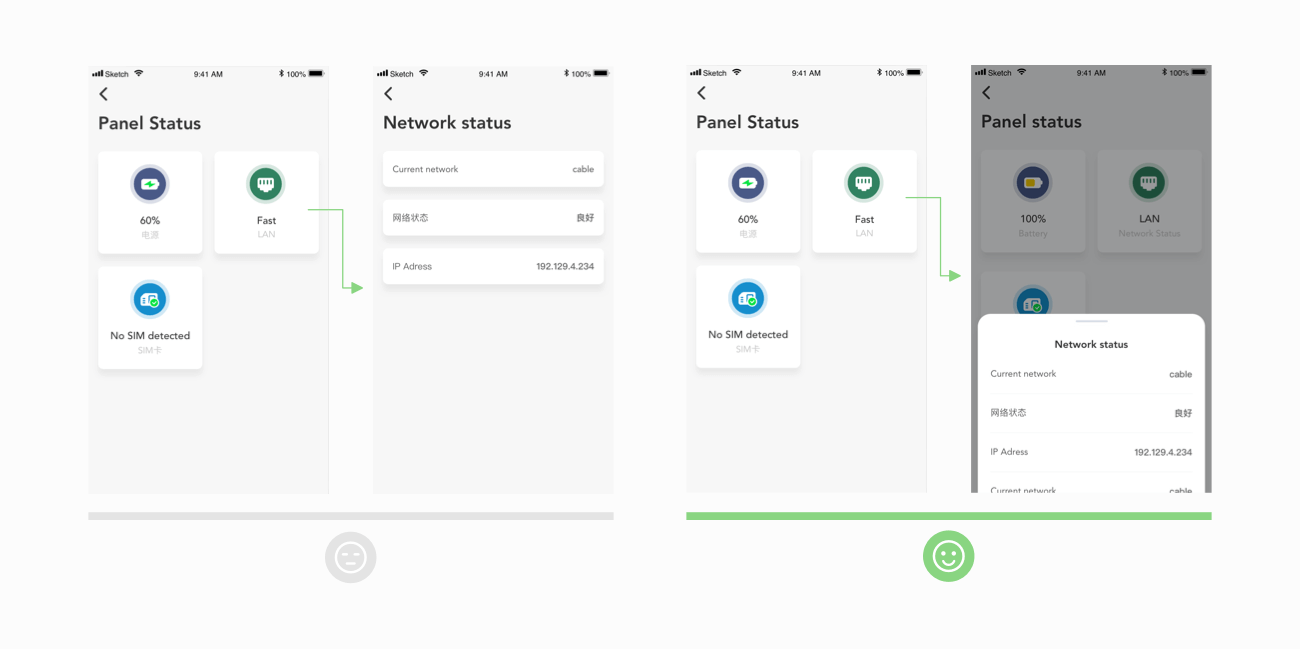 Sketch 9:41 AM 100%
Panel Status
60% Fast
电源 LAN
No SIM detected
SIM卡
Sketch 9:41 AM 100%
Network status
Current network cable
网络状态 良好
IP Adress 192.129.4.234
Sketch 9:41 AM 100%
Panel Status
60% Fast
电源 LAN
No SIM detected
SIM卡
Sketch 9:41 AM 100%
Panel status
100% LAN
Battery Network Status
Network status
Current network cable
网络状态 良好
IP Adress 192.129.4.234
Current network cable